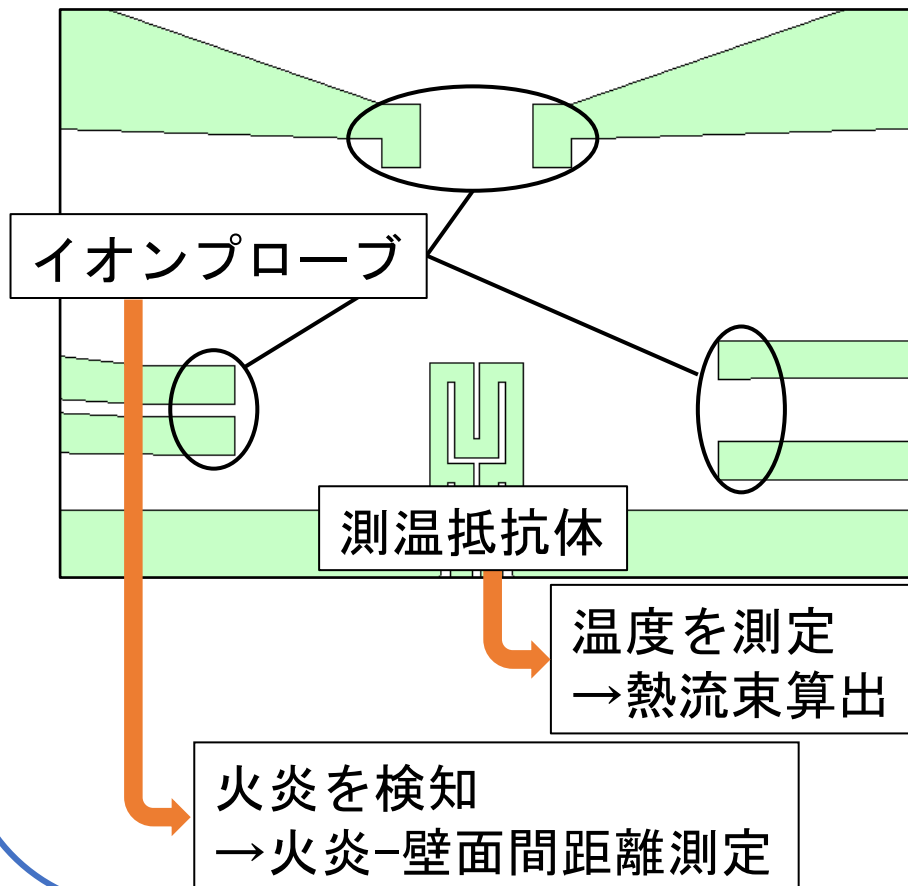 イオンプローブ
測温抵抗体
温度を測定
→熱流束算出
火炎を検知
→火炎−壁面間距離測定